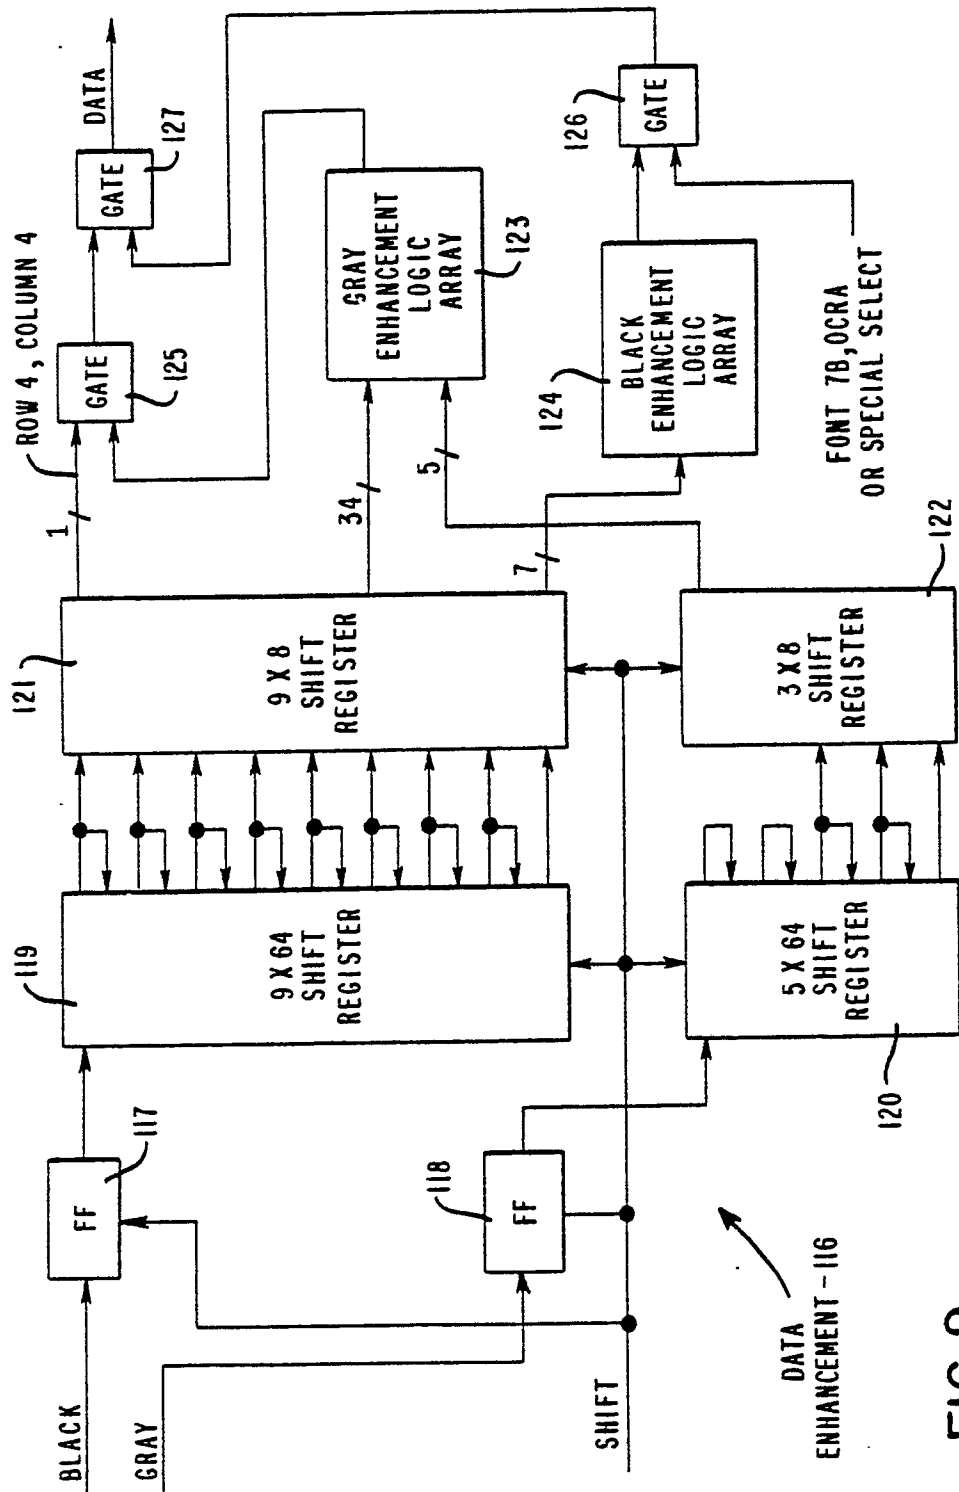 BLACK
GRAY
SHIFT
FF
117
FF
118
119
9 X 64
SHIFT
REGISTER
5 X 64
SHIFT
REGISTER
120
121
9 X 8
SHIFT
REGISTER
3 X 8
SHIFT
REGISTER
122
1
34
5
7
ROW 4, COLUMN 4
GATE
125
GATE
127
DATA
GRAY
ENHANCEMENT
LOGIC
ARRAY
123
124
BLACK
ENHANCEMENT
LOGIC
ARRAY
126
GATE
FONT 7B, OCRA
OR SPECIAL SELECT
DATA
ENHANCEMENT-116
FIG